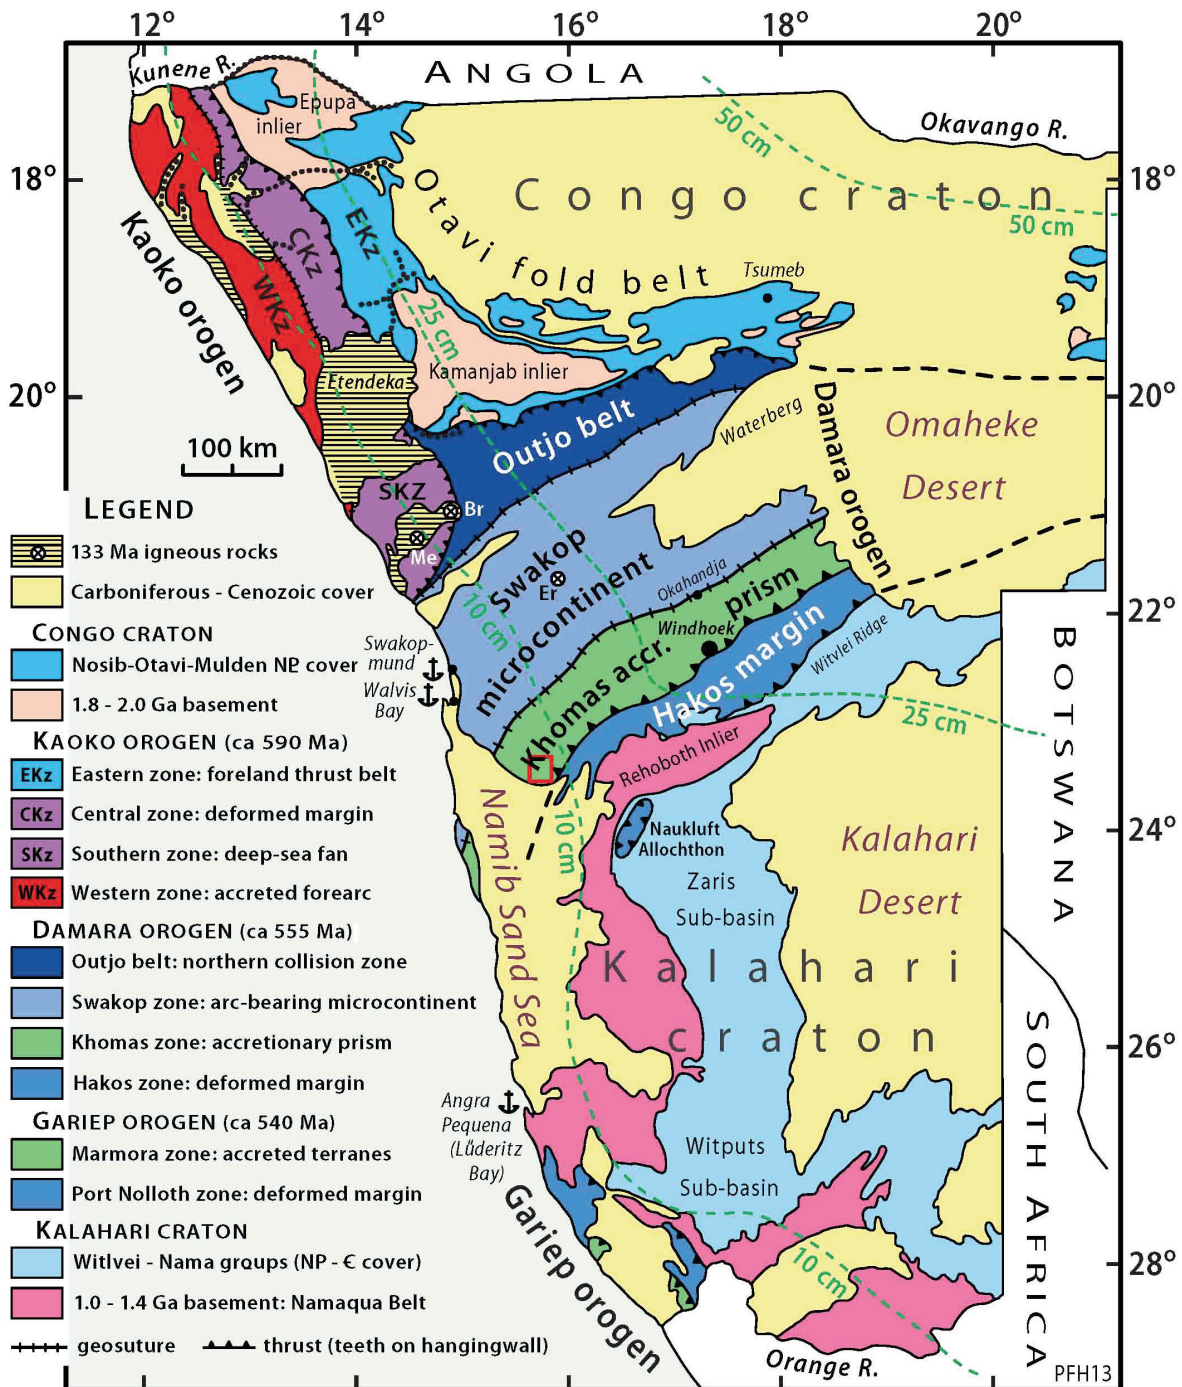 12° 14° 16° 18° 20°
Kunene R.
ANGOLA
Epupa
inlier
50 cm
Okavango R.
18°
18°
Congo craton
50 cm
Otavi fold belt
EKz
CKz
WKz
Kaoko orogen
Tsumeb
25 cm
Kamanjab inlier
Etendeka
20°
20°
Outjo belt
Waterberg
Damara orogen
Omaheke
Desert
100 km
SKZ
Br
Me
LEGEND
133 Ma igneous rocks
Carboniferous - Cenozoic cover
CONGO CRATON
Nosib-Otavi-Mulden NP cover
1.8 - 2.0 Ga basement
KAOKO OROGEN (ca 590 Ma)
EKz Eastern zone: foreland thrust belt
CKz Central zone: deformed margin
SKz Southern zone: deep-sea fan
WKz Western zone: accreted forearc
DAMARA OROGEN (ca 555 Ma)
Outjo belt: northern collision zone
Swakop zone: arc-bearing microcontinent
Khomas zone: accretionary prism
Hakos zone: deformed margin
GARIEP OROGEN (ca 540 Ma)
Marmora zone: accreted terranes
Port Nolloth zone: deformed margin
KALAHARI CRATON
Witlvei - Nama groups (NP - Є cover)
1.0 - 1.4 Ga basement: Namaqua Belt
geosuture
thrust (teeth on hangingwall)
Swakop
microcontinent
Er
10 cm
Okahandja
Khomas accr. prism
Windhoek
Hakos margin
Witvlei Ridge
22°
Swakop-
mund
Walvis
Bay
25 cm
Rehoboth Inlier
BOTSWANA
Namib Sand Sea
10 cm
Naukluft
Allochthon
24°
Zaris
Sub-basin
Kalahari
Desert
Kalahari
craton
26°
SOUTH AFRICA
Angra
Pequena
(Lűderitz
Bay)
Witputs
Sub-basin
Gariep orogen
10 cm
28°
Orange R.
PFH13